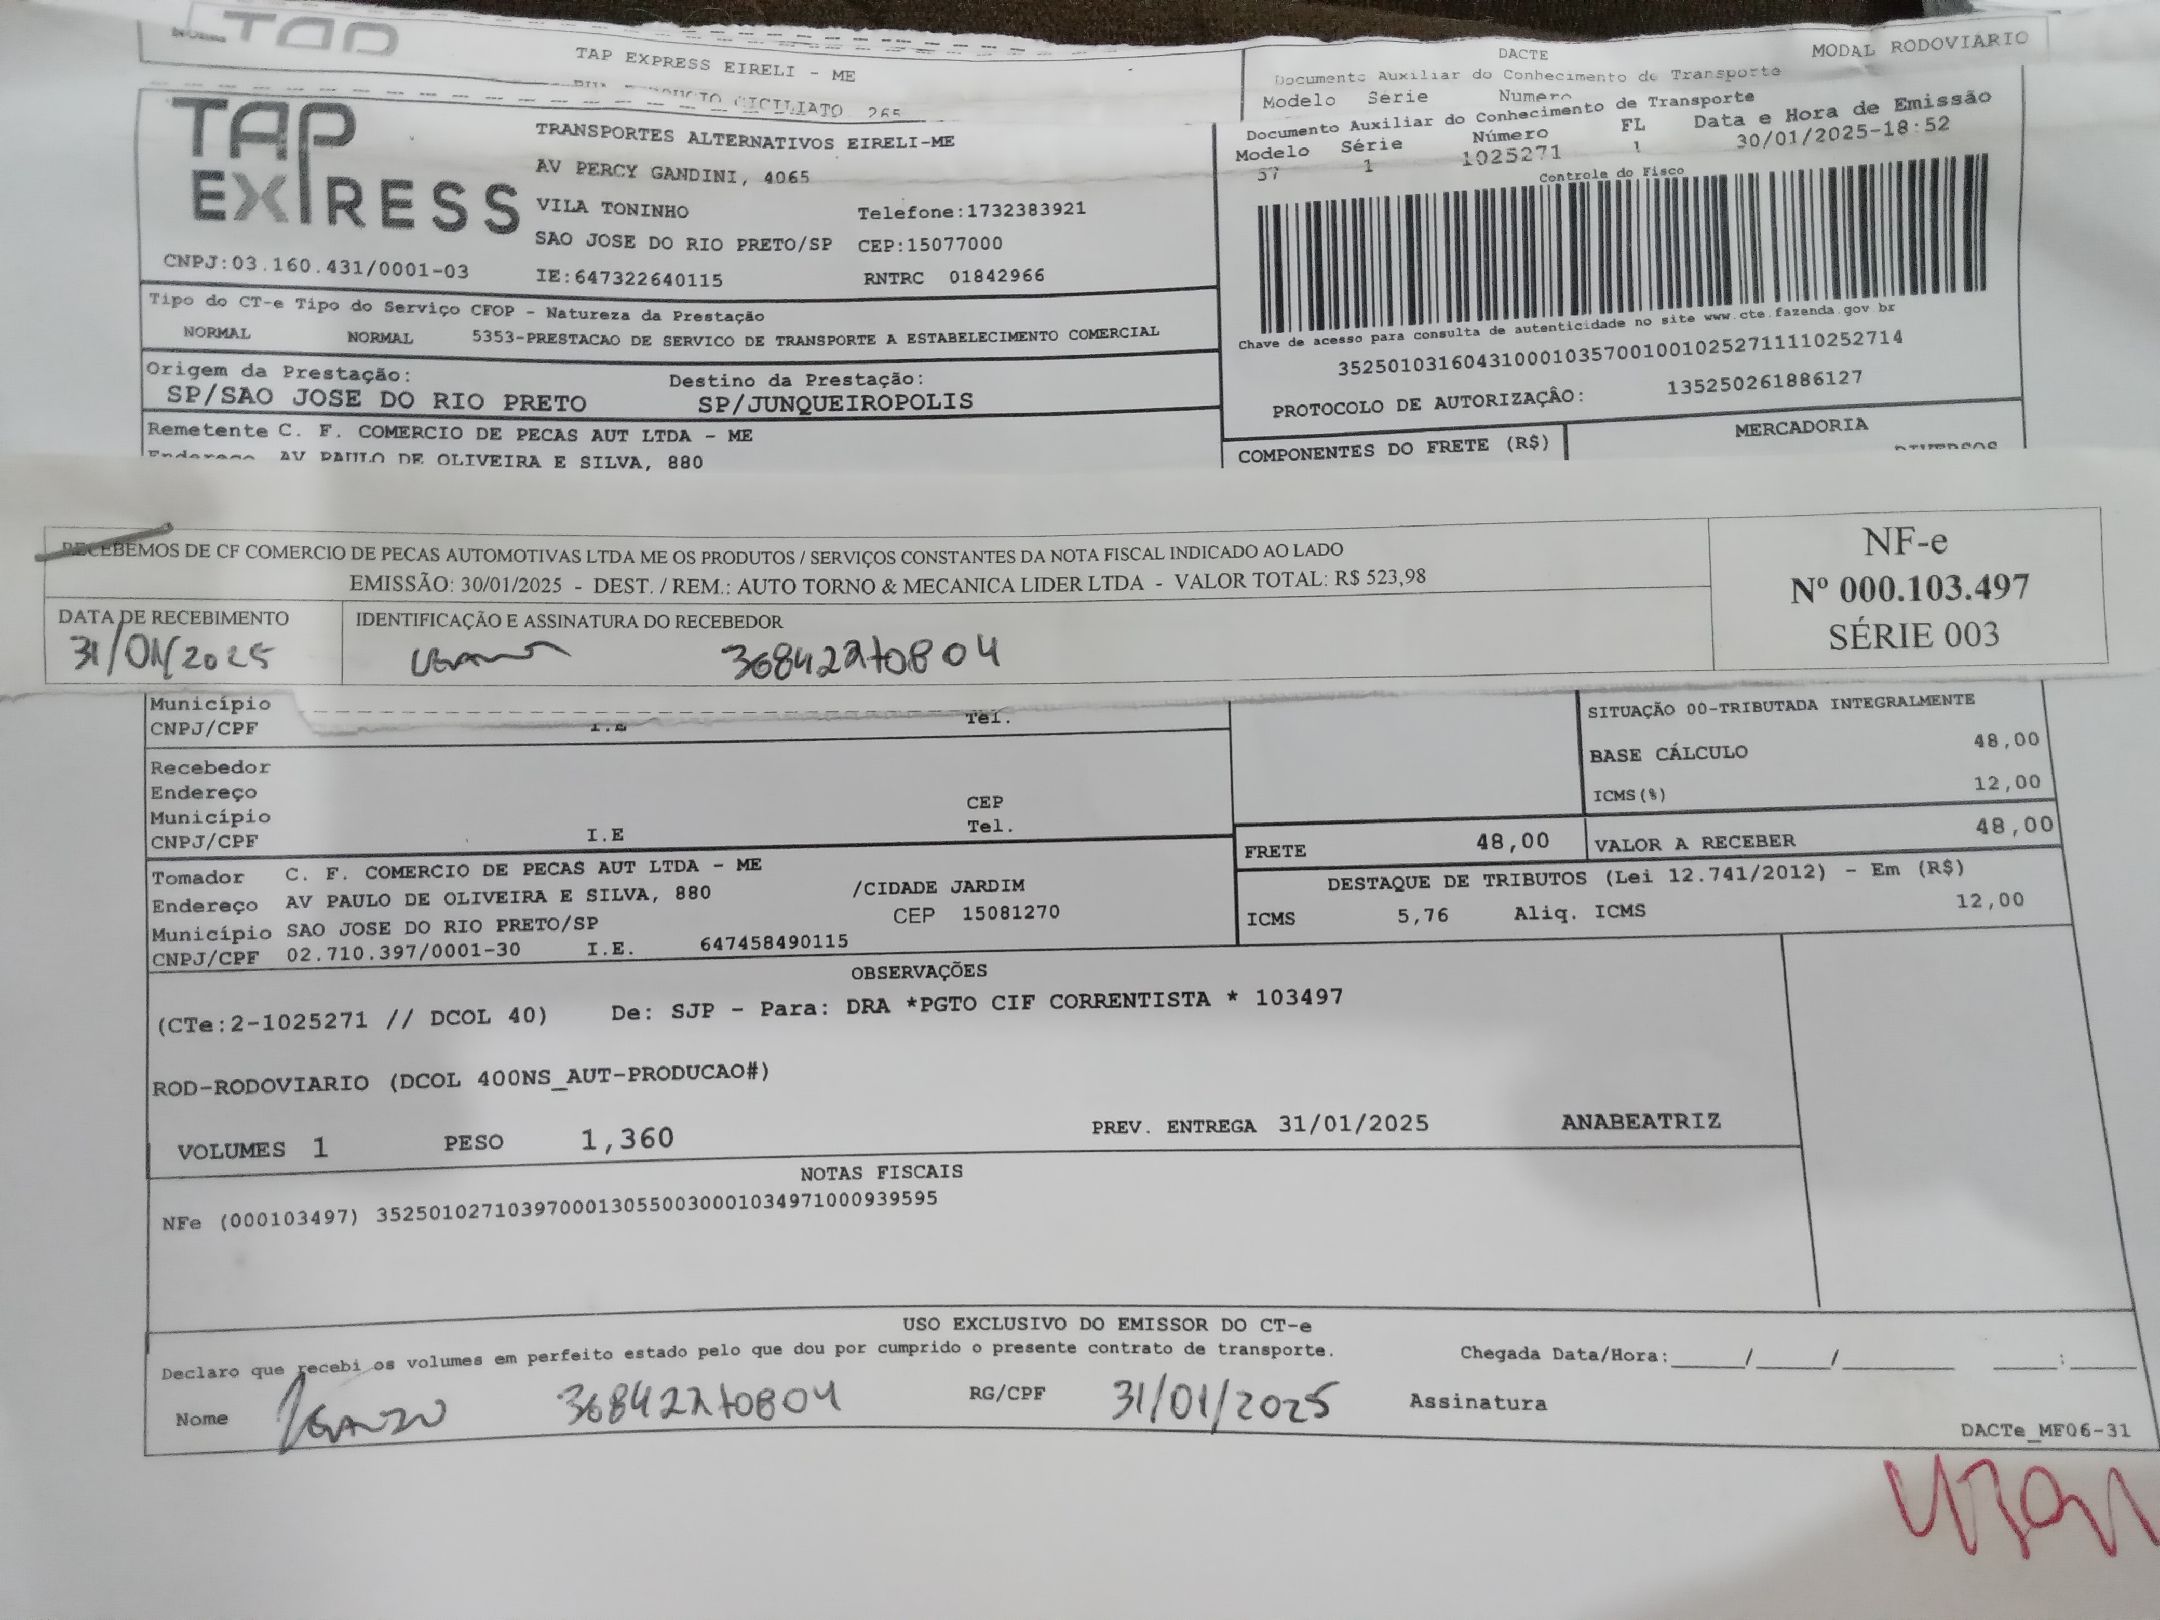 TAP
TAP EXPRESS EIRELI - ME
CICILIATO 265
DACTE
MODAL RODOVIARIO
Documento Auxiliar do Conhecimento de Transporte
Modelo Série Numero
TAP EXPRESS
TRANSPORTES ALTERNATIVOS EIRELI-ME
AV PERCY GANDINI, 4065
VILA TONINHO Telefone:1732383921
SAO JOSE DO RIO PRETO/SP CEP:15077000
CNPJ:03.160.431/0001-03 IE:647322640115 RNTRC 01842966
Documento Auxiliar do Conhecimento de Transporte
Modelo Série Número FL Data e Hora de Emissão
57 1 1025271 1 30/01/2025-18:52
Controle do Fisco
Chave de acesso para consulta de autenticidade no site www.cte.fazenda.gov.br
35250103160431000103570010010252711110252714
PROTOCOLO DE AUTORIZAÇÂO: 135250261886127
Tipo do CT-e Tipo do Serviço CFOP - Natureza da Prestação
NORMAL NORMAL 5353-PRESTACAO DE SERVICO DE TRANSPORTE A ESTABELECIMENTO COMERCIAL
Origem da Prestação: Destino da Prestação:
SP/SAO JOSE DO RIO PRETO SP/JUNQUEIROPOLIS
Remetente C. F. COMERCIO DE PECAS AUT LTDA - ME
Endereço AV PAULO DE OLIVEIRA E SILVA, 880
COMPONENTES DO FRETE (R$) MERCADORIA
DIVERSOS
RECEBEMOS DE CF COMERCIO DE PECAS AUTOMOTIVAS LTDA ME OS PRODUTOS / SERVIÇOS CONSTANTES DA NOTA FISCAL INDICADO AO LADO
EMISSÃO: 30/01/2025 - DEST. / REM.: AUTO TORNO & MECANICA LIDER LTDA - VALOR TOTAL: R$ 523,98
DATA DE RECEBIMENTO IDENTIFICAÇÃO E ASSINATURA DO RECEBEDOR
31/01/2025
NF-e
Nº 000.103.497
SÉRIE 003
Município
CNPJ/CPF I.E Tel.
Recebedor
Endereço CEP
Município Tel.
CNPJ/CPF I.E
SITUAÇÃO 00-TRIBUTADA INTEGRALMENTE
BASE CÁLCULO 48,00
ICMS(%) 12,00
FRETE 48,00 VALOR A RECEBER 48,00
DESTAQUE DE TRIBUTOS (Lei 12.741/2012) - Em (R$)
ICMS 5,76 Aliq. ICMS 12,00
Tomador C. F. COMERCIO DE PECAS AUT LTDA - ME
Endereço AV PAULO DE OLIVEIRA E SILVA, 880 /CIDADE JARDIM
Município SAO JOSE DO RIO PRETO/SP CEP 15081270
CNPJ/CPF 02.710.397/0001-30 I.E. 647458490115
OBSERVAÇÕES
(CTe:2-1025271 // DCOL 40) De: SJP - Para: DRA *PGTO CIF CORRENTISTA * 103497
ROD-RODOVIARIO (DCOL 400NS_AUT-PRODUCAO#)
VOLUMES 1 PESO 1,360 PREV. ENTREGA 31/01/2025 ANABEATRIZ
NOTAS FISCAIS
NFe (000103497) 35250102710397000130550030001034971000939595
USO EXCLUSIVO DO EMISSOR DO CT-e
Declaro que recebi os volumes em perfeito estado pelo que dou por cumprido o presente contrato de transporte. Chegada Data/Hora:_____/_____/________ ____:_____
Nome RG/CPF 31/01/2025 Assinatura
DACTe_MF06-31